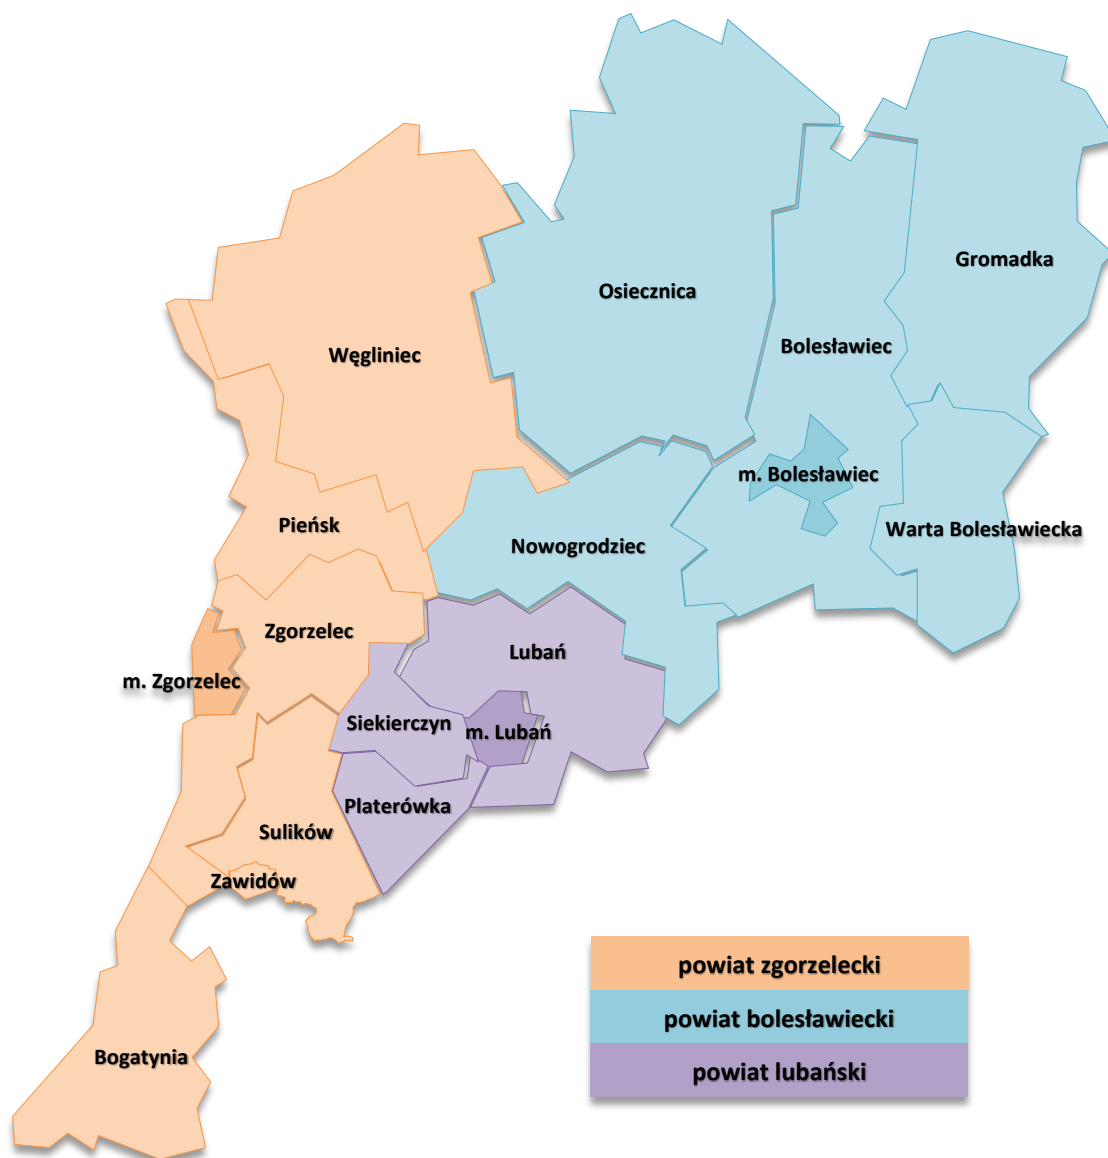 Gromadka
Osiecznica
Bolesławiec
Węgliniec
m. Bolesławiec
Pieńsk
Warta Bolesławiecka
Nowogrodziec
Zgorzelec
Lubań
m. Zgorzelec
Siekierczyn
m. Lubań
Platerówka
Sulików
Zawidów
powiat zgorzelecki
powiat bolesławiecki
Bogatynia
powiat lubański